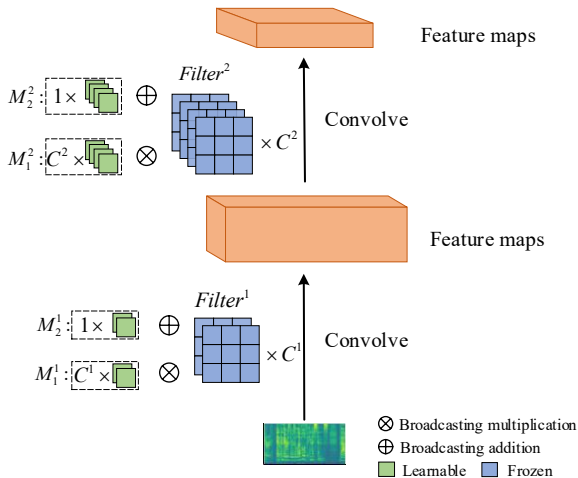 Feature maps
Filter²
M₂² : 1 ×
Convolve
M₁² : C² ×
× C²
Feature maps
Filter¹
M₂¹ : 1 ×
Convolve
× C¹
M₁¹ : C¹ ×
Broadcasting multiplication
Broadcasting addition
Learnable Frozen